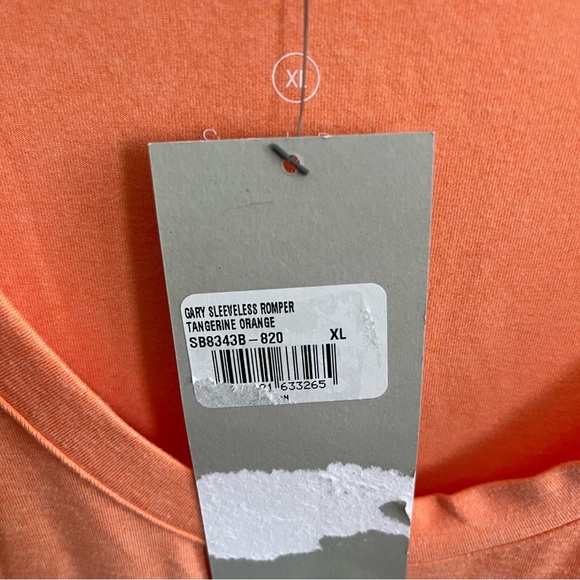 XL
GARY SLEEVELESS ROMPER
TANGERINE ORANGE
SB8343B-820 XL
633265